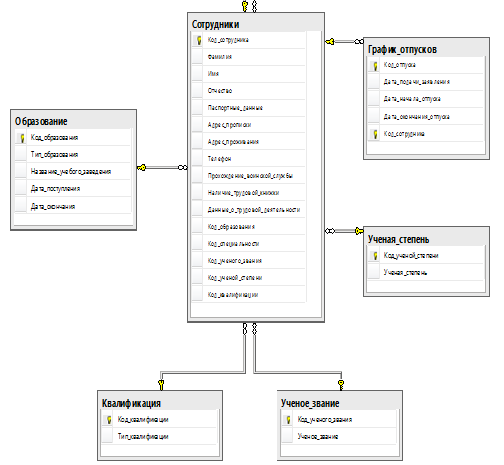 Сотрудники
Код_сотрудника
Фамилия
Имя
Отчество
Паспортные_данные
Адрес_прописки
Адрес_проживания
Телефон
Прохождение_воинской_службы
Наличие_трудовой_книжки
Данные_о_трудовой_деятельности
Код_образования
Код_специальности
Код_ученого_звания
Код_ученой_степени
Код_квалификации
График_отпусков
Код_отпуска
Дата_подачи_заявления
Дата_начала_отпуска
Дата_окончания_отпуска
Код_сотрудника
Образование
Код_образования
Тип_образования
Название_учебого_заведения
Дата_поступления
Дата_окончания
Ученая_степень
Код_ученой_степени
Ученая_степень
Квалификация
Код_квалификации
Тип_квалификации
Ученое_звание
Код_ученого_звания
Ученое_звание